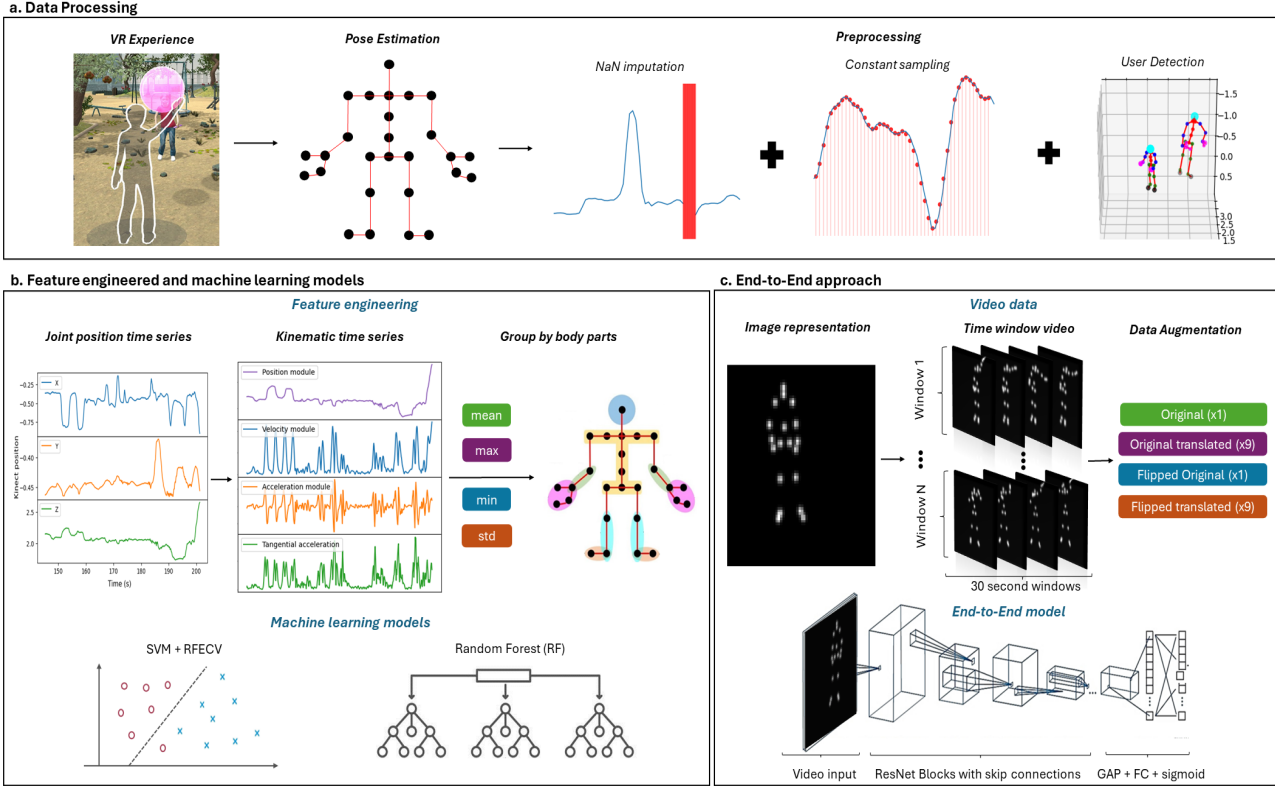 a. Data Processing
VR Experience
Pose Estimation
Preprocessing
NaN imputation
Constant sampling
User Detection
-1.5
-1.0
-0.5
0.0
0.5
3.0
2.5
2.0
1.5
b. Feature engineered and machine learning models
Feature engineering
Joint position time series
Kinematic time series
Group by body parts
X
−0.25
−0.50
−0.75
Y
−0.40
−0.45
Z
2.5
2.0
Kinect position
145 150 160 170 180 190 200
Time (s)
Position module
Velocity module
Acceleration module
Tangential acceleration
mean
max
min
std
Machine learning models
SVM + RFECV
Random Forest (RF)
c. End-to-End approach
Video data
Image representation
Time window video
Data Augmentation
Window 1
Window N
30 second windows
Original (x1)
Original translated (x9)
Flipped Original (x1)
Flipped translated (x9)
End-to-End model
Video input
ResNet Blocks with skip connections
GAP + FC + sigmoid